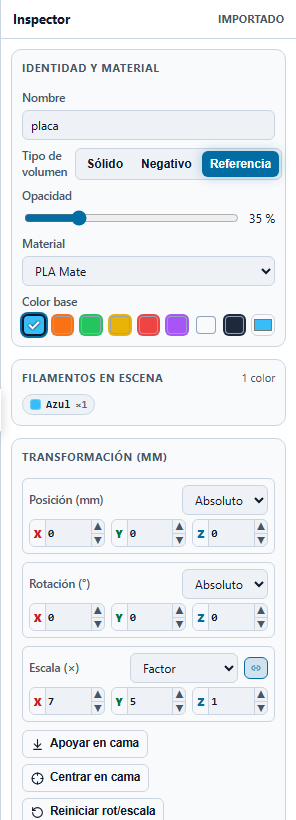 Inspector IMPORTADO
IDENTIDAD Y MATERIAL
Nombre
placa
Tipo de volumen Sólido Negativo Referencia
Opacidad
35 %
Material
PLA Mate
Color base
FILAMENTOS EN ESCENA 1 color
Azul ×1
TRANSFORMACIÓN (MM)
Posición (mm) Absoluto
X 0 Y 0 Z 0
Rotación (°) Absoluto
X 0 Y 0 Z 0
Escala (×) Factor
X 7 Y 5 Z 1
Apoyar en cama
Centrar en cama
Reiniciar rot/escala